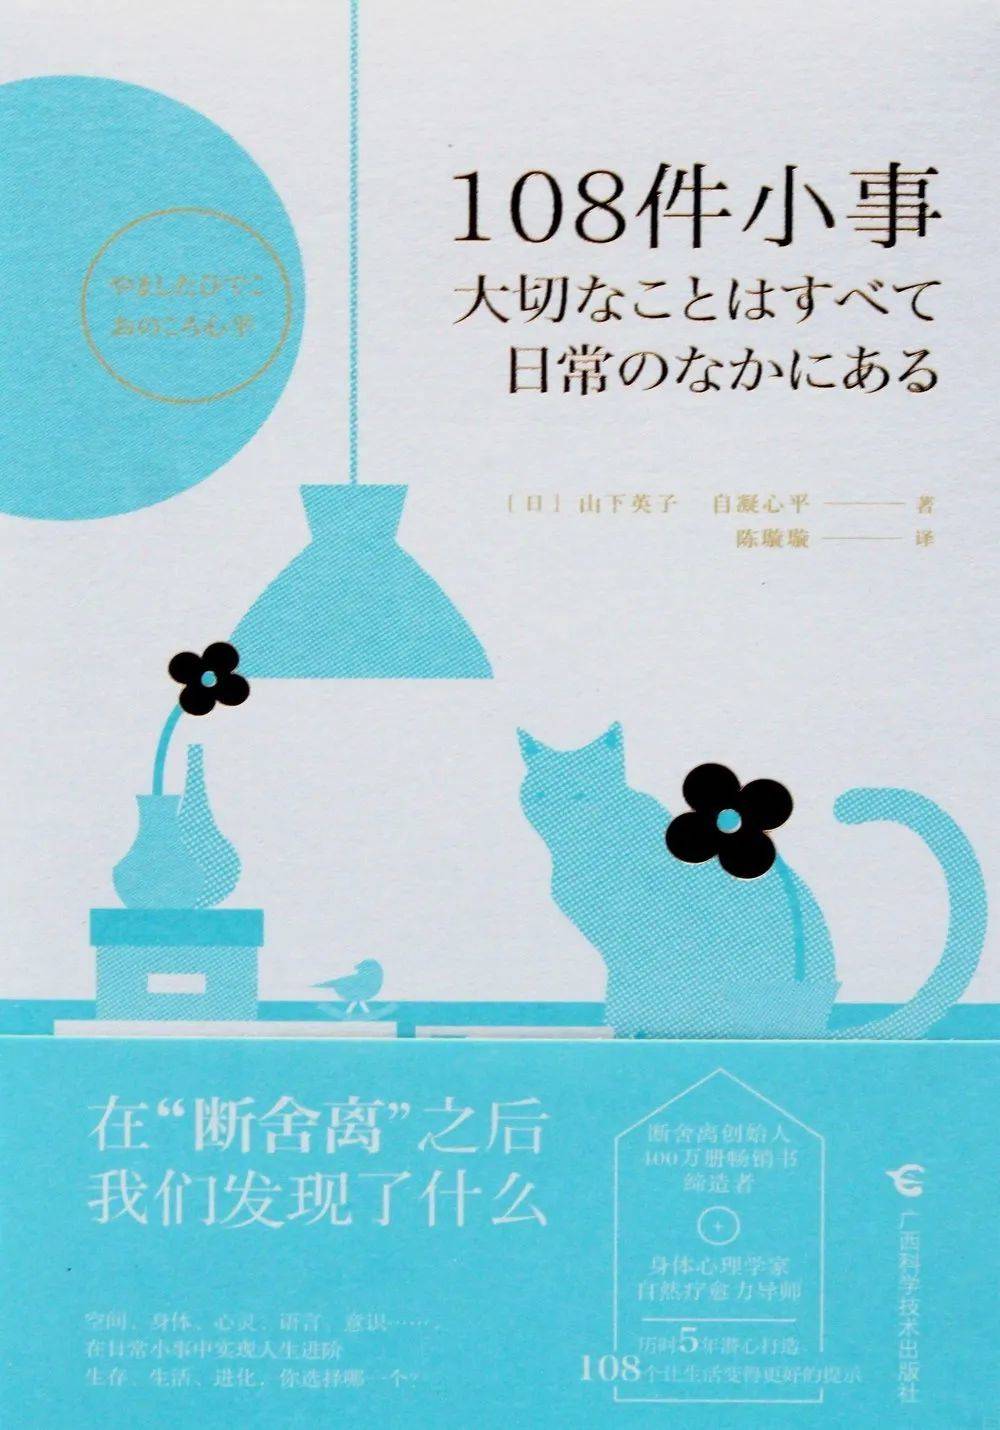 108件小事
大切なことはすべて
日常のなかにある
やましたひでこ
おのころ心平
［日］山下英子 自凝心平 著
陈璇璇 译
在“断舍离”之后
我们发现了什么
空间、身体、心灵、语言、意识……，
在日常小事中实现人生进阶
生存、生活、进化，你选择哪一个？
断舍离创始人
400万册畅销书
缔造者
+
身体心理学家
自然疗愈力导师
历时5年潜心打造
108个让生活变得更好的提示
广西科学技术出版社